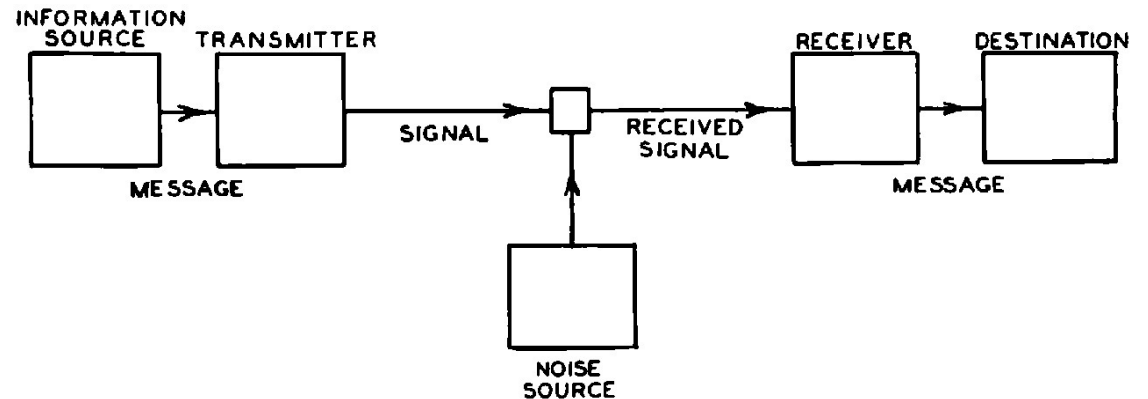 INFORMATION
SOURCE
TRANSMITTER
RECEIVER
DESTINATION
SIGNAL
RECEIVED
SIGNAL
MESSAGE
MESSAGE
NOISE
SOURCE